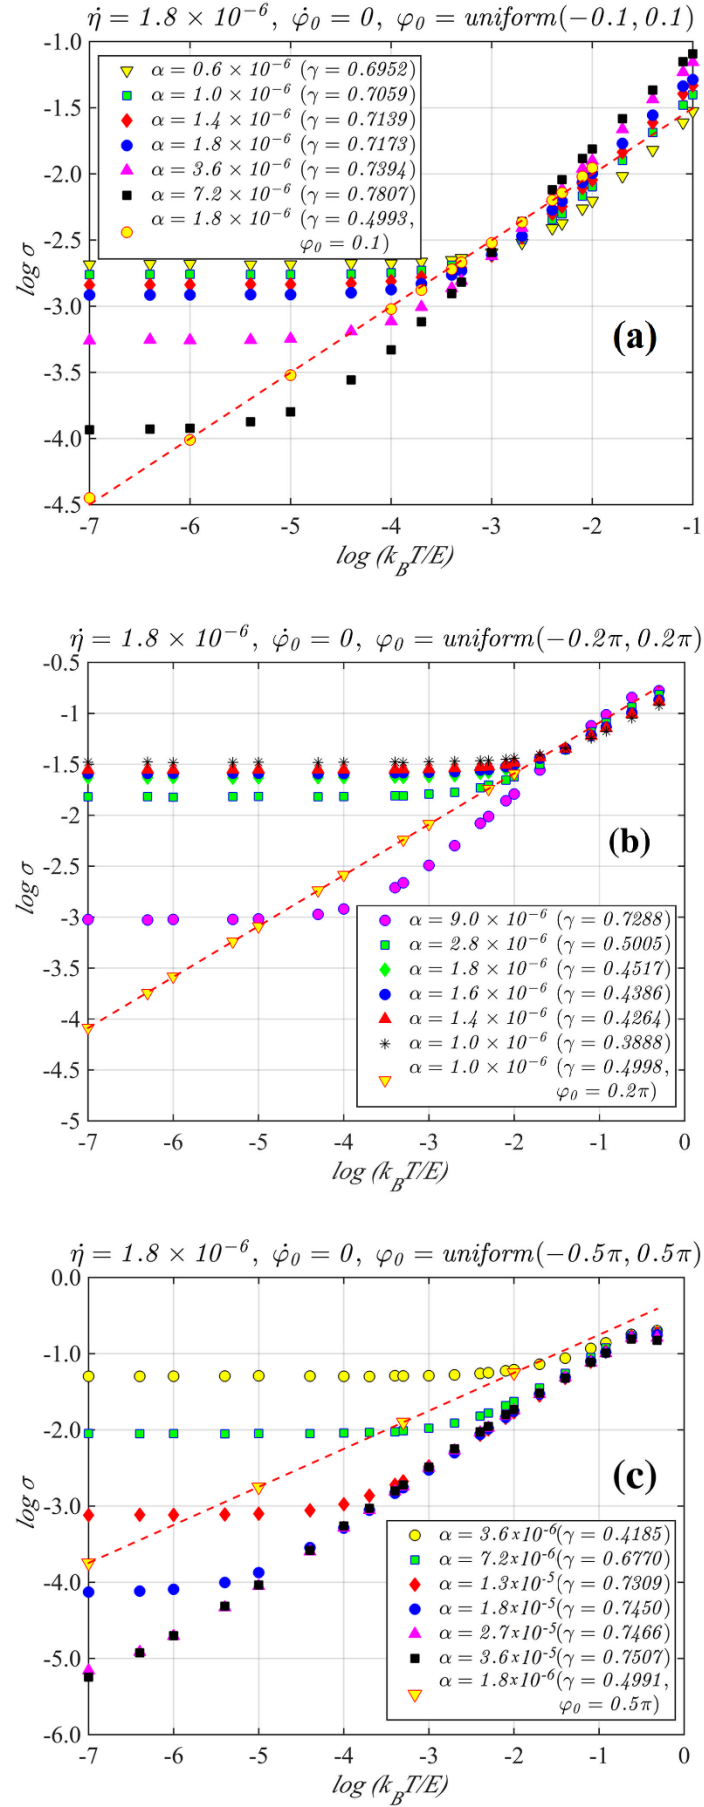 η̇ = 1.8 × 10⁻⁶, φ̇₀ = 0, φ₀ = uniform(−0.1, 0.1)
-1.0
α = 0.6 × 10⁻⁶ (γ = 0.6952)
α = 1.0 × 10⁻⁶ (γ = 0.7059)
α = 1.4 × 10⁻⁶ (γ = 0.7139)
α = 1.8 × 10⁻⁶ (γ = 0.7173)
α = 3.6 × 10⁻⁶ (γ = 0.7394)
α = 7.2 × 10⁻⁶ (γ = 0.7807)
α = 1.8 × 10⁻⁶ (γ = 0.4993,
φ₀ = 0.1)
-1.5
-2.0
-2.5
-3.0
-3.5
-4.0
-4.5
log σ
(a)
-7 -6 -5 -4 -3 -2 -1
log (k_B T/E)
η̇ = 1.8 × 10⁻⁶, φ̇₀ = 0, φ₀ = uniform(−0.2π, 0.2π)
-0.5
-1
-1.5
-2
-2.5
-3
-3.5
-4
-4.5
-5
log σ
(b)
α = 9.0 × 10⁻⁶ (γ = 0.7288)
α = 2.8 × 10⁻⁶ (γ = 0.5005)
α = 1.8 × 10⁻⁶ (γ = 0.4517)
α = 1.6 × 10⁻⁶ (γ = 0.4386)
α = 1.4 × 10⁻⁶ (γ = 0.4264)
α = 1.0 × 10⁻⁶ (γ = 0.3888)
α = 1.0 × 10⁻⁶ (γ = 0.4998,
φ₀ = 0.2π)
-7 -6 -5 -4 -3 -2 -1 0
log (k_B T/E)
η̇ = 1.8 × 10⁻⁶, φ̇₀ = 0, φ₀ = uniform(−0.5π, 0.5π)
0.0
-1.0
-2.0
-3.0
-4.0
-5.0
-6.0
log σ
(c)
α = 3.6x10⁻⁶(γ = 0.4185)
α = 7.2x10⁻⁶(γ = 0.6770)
α = 1.3x10⁻⁵(γ = 0.7309)
α = 1.8x10⁻⁵(γ = 0.7450)
α = 2.7x10⁻⁵(γ = 0.7466)
α = 3.6x10⁻⁵(γ = 0.7507)
α = 1.8x10⁻⁶(γ = 0.4991,
φ₀ = 0.5π)
-7 -6 -5 -4 -3 -2 -1 0
log (k_B T/E)